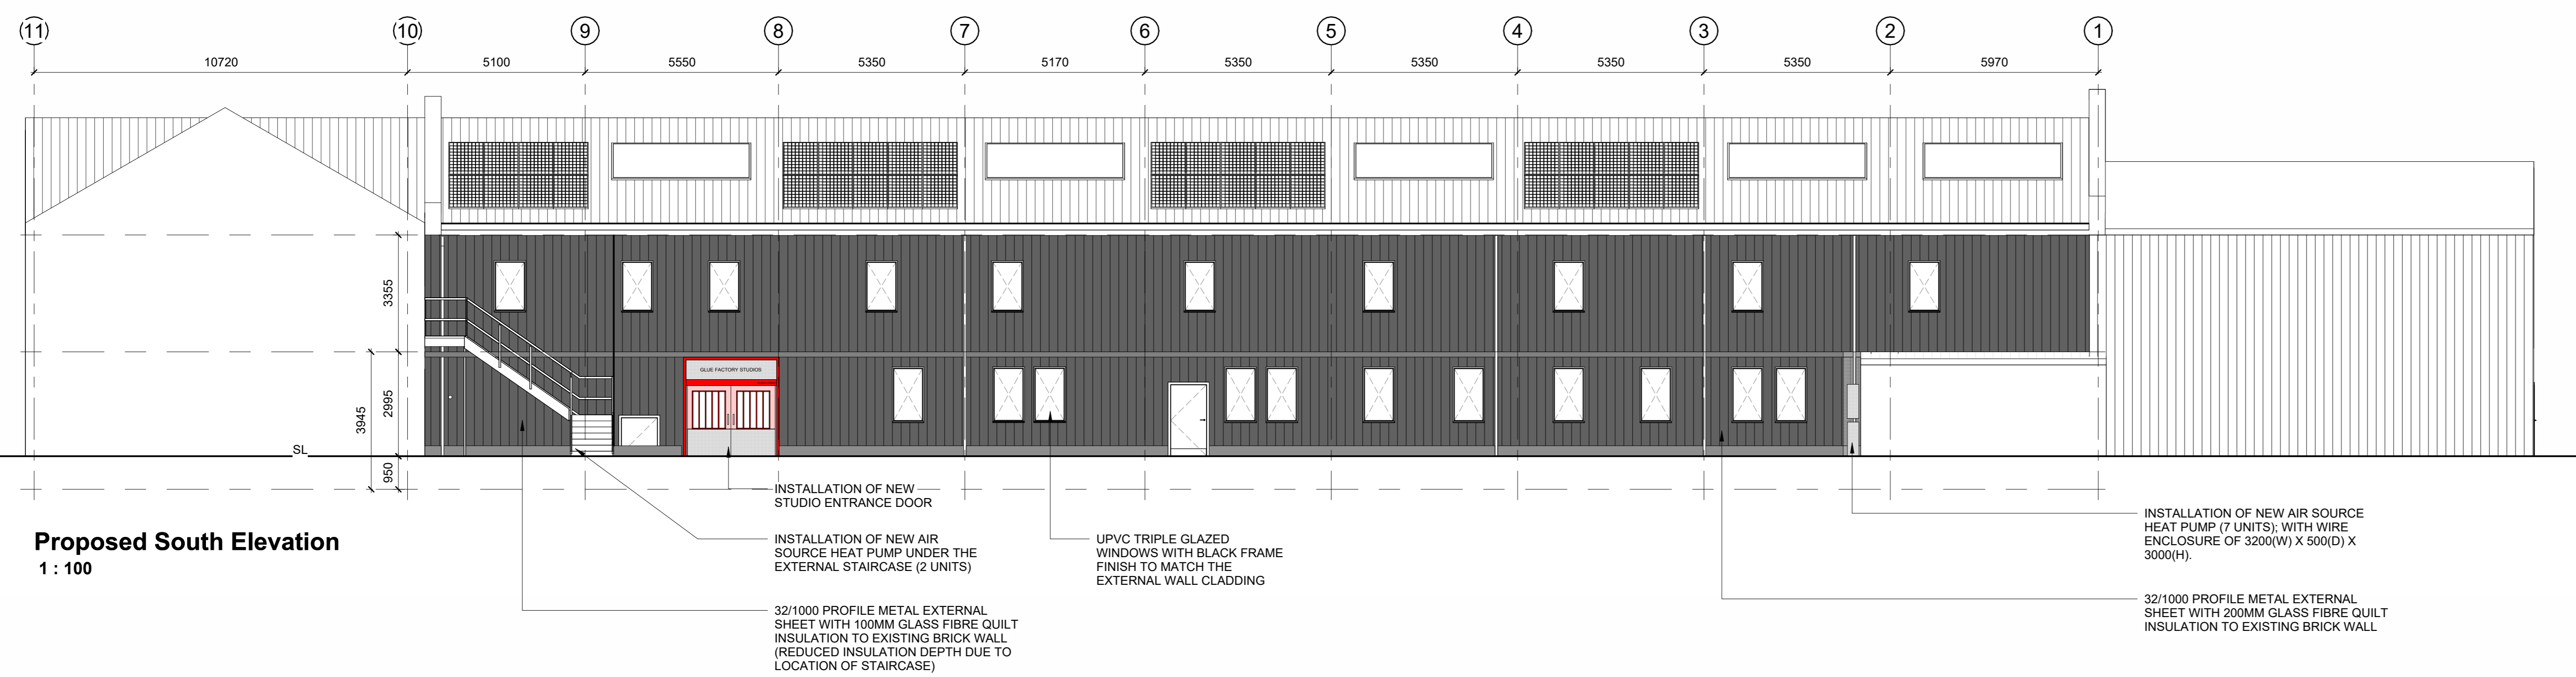 11 10 9 8 7 6 5 4 3 2 1
10720 5100 5550 5350 5170 5350 5350 5350 5350 5970
3355
2995
3945
950
SL
GLUE FACTORY STUDIOS
Proposed South Elevation
1 : 100
INSTALLATION OF NEW
STUDIO ENTRANCE DOOR
INSTALLATION OF NEW AIR
SOURCE HEAT PUMP UNDER THE
EXTERNAL STAIRCASE (2 UNITS)
32/1000 PROFILE METAL EXTERNAL
SHEET WITH 100MM GLASS FIBRE QUILT
INSULATION TO EXISTING BRICK WALL
(REDUCED INSULATION DEPTH DUE TO
LOCATION OF STAIRCASE)
UPVC TRIPLE GLAZED
WINDOWS WITH BLACK FRAME
FINISH TO MATCH THE
EXTERNAL WALL CLADDING
INSTALLATION OF NEW AIR SOURCE
HEAT PUMP (7 UNITS); WITH WIRE
ENCLOSURE OF 3200(W) X 500(D) X
3000(H).
32/1000 PROFILE METAL EXTERNAL
SHEET WITH 200MM GLASS FIBRE QUILT
INSULATION TO EXISTING BRICK WALL